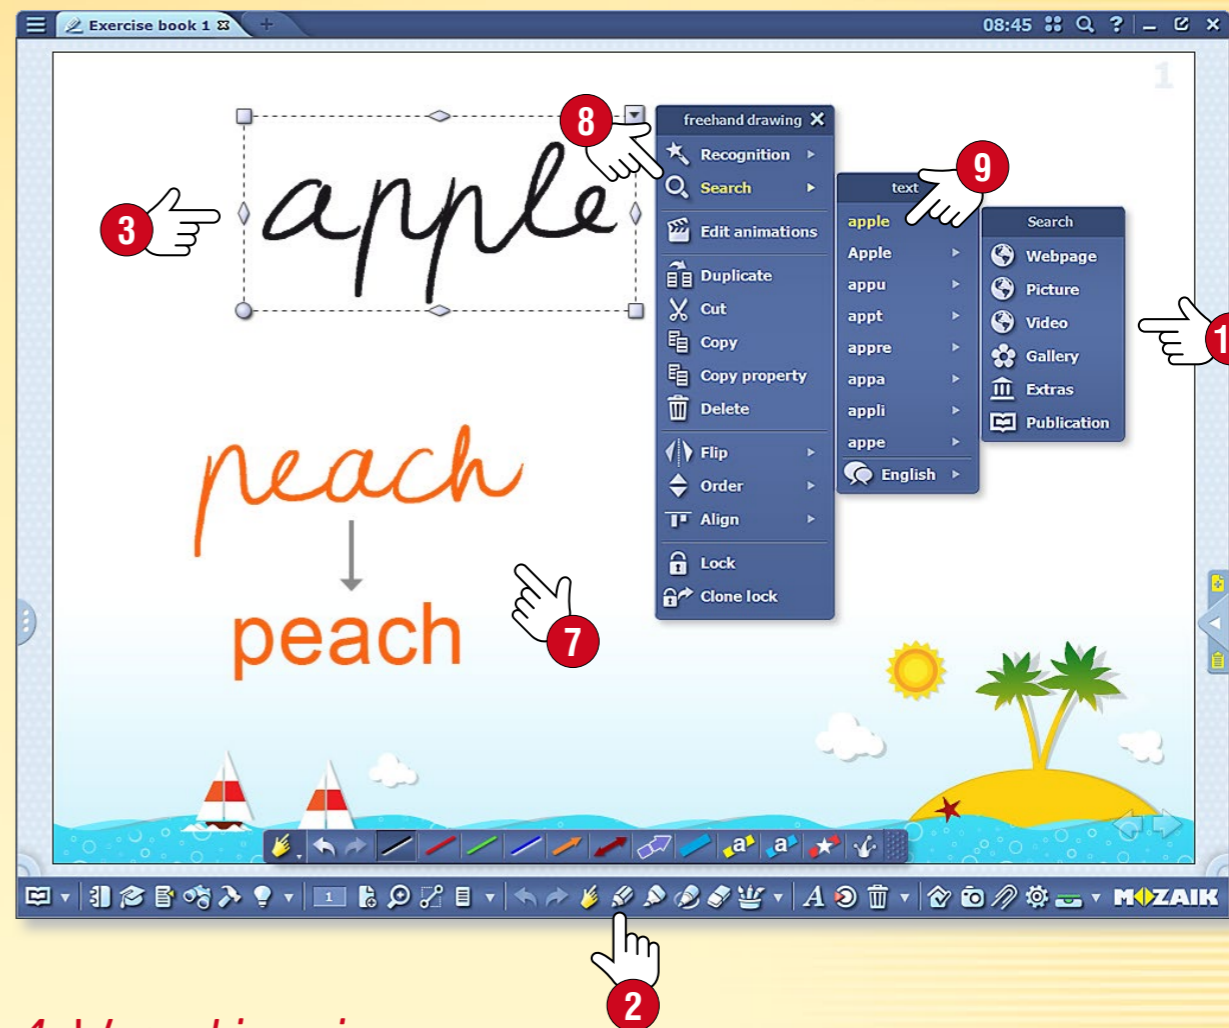 Exercise book 1
+
08:45
?
1
apple
peach
peach
freehand drawing
Recognition
Search
Edit animations
Duplicate
Cut
Copy
Copy property
Delete
Flip
Order
Align
Lock
Clone lock
text
apple
Apple
appu
appt
appre
appa
appli
appe
English
Search
Webpage
Picture
Video
Gallery
Extras
Publication
8
9
3
1
7
2
a
a
1
A
MOZAIK